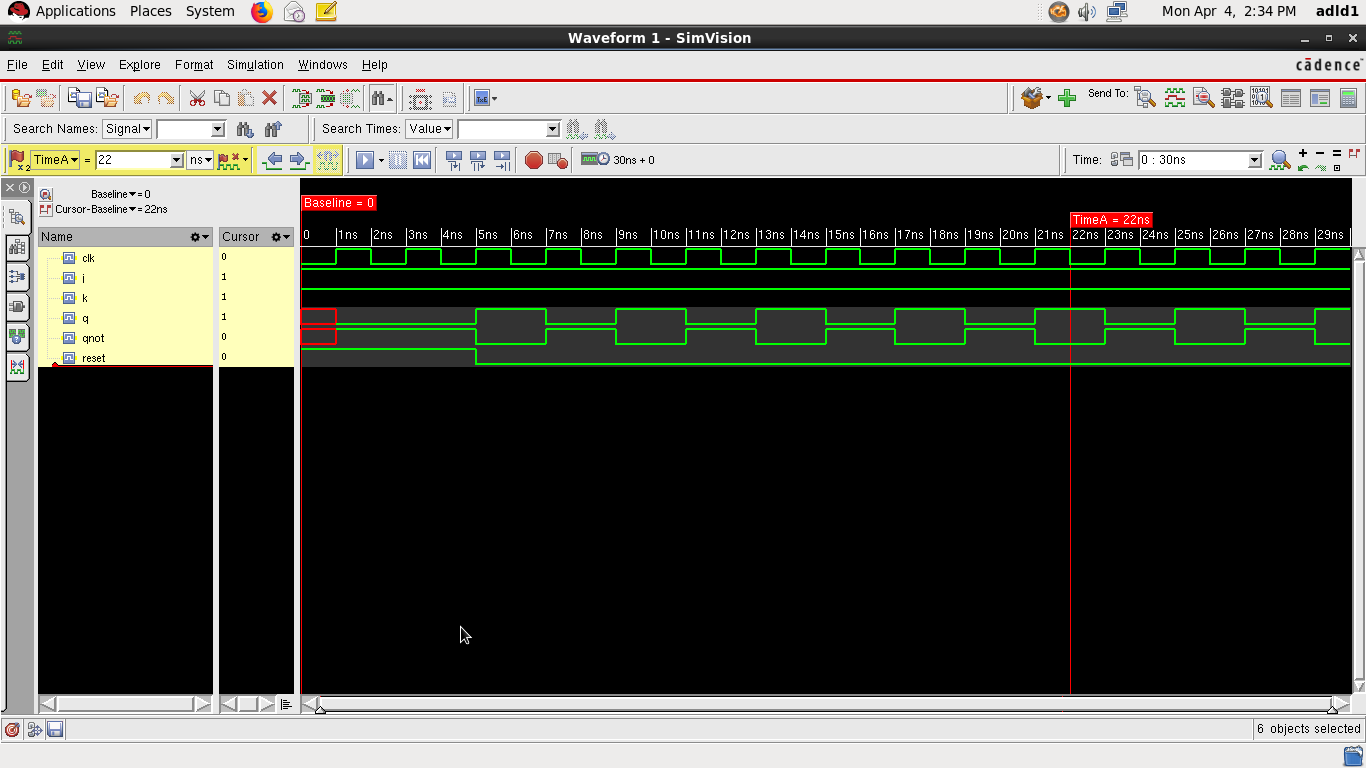 Applications Places System Mon Apr 4, 2:34 PM adld1
Waveform 1 - SimVision
File Edit View Explore Format Simulation Windows Help cādence
Send To:
Search Names: Signal Search Times: Value
x2 TimeA = 22 ns 30ns + 0 Time: 0 : 30ns
Baseline = 0
Cursor-Baseline = 22ns
Baseline = 0
TimeA = 22ns
Name Cursor 0 1ns 2ns 3ns 4ns 5ns 6ns 7ns 8ns 9ns 10ns 11ns 12ns 13ns 14ns 15ns 16ns 17ns 18ns 19ns 20ns 21ns 22ns 23ns 24ns 25ns 26ns 27ns 28ns 29ns
clk 0
j 1
k 1
q 1
qnot 0
reset 0
6 objects selected